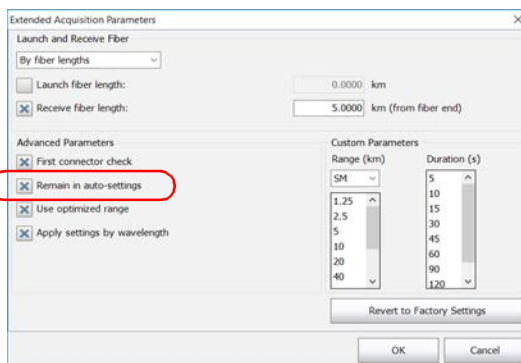 Extended Acquisition Parameters
Launch and Receive Fiber
By fiber lengths
Launch fiber length: 0.0000 km
Receive fiber length: 5.0000 km (from fiber end)
Advanced Parameters
First connector check
Remain in auto-settings
Use optimized range
Apply settings by wavelength
Custom Parameters
Range (km) Duration (s)
SM
1.25
2.5
5
10
20
40
5
10
15
30
45
60
90
120
Revert to Factory Settings
OK Cancel